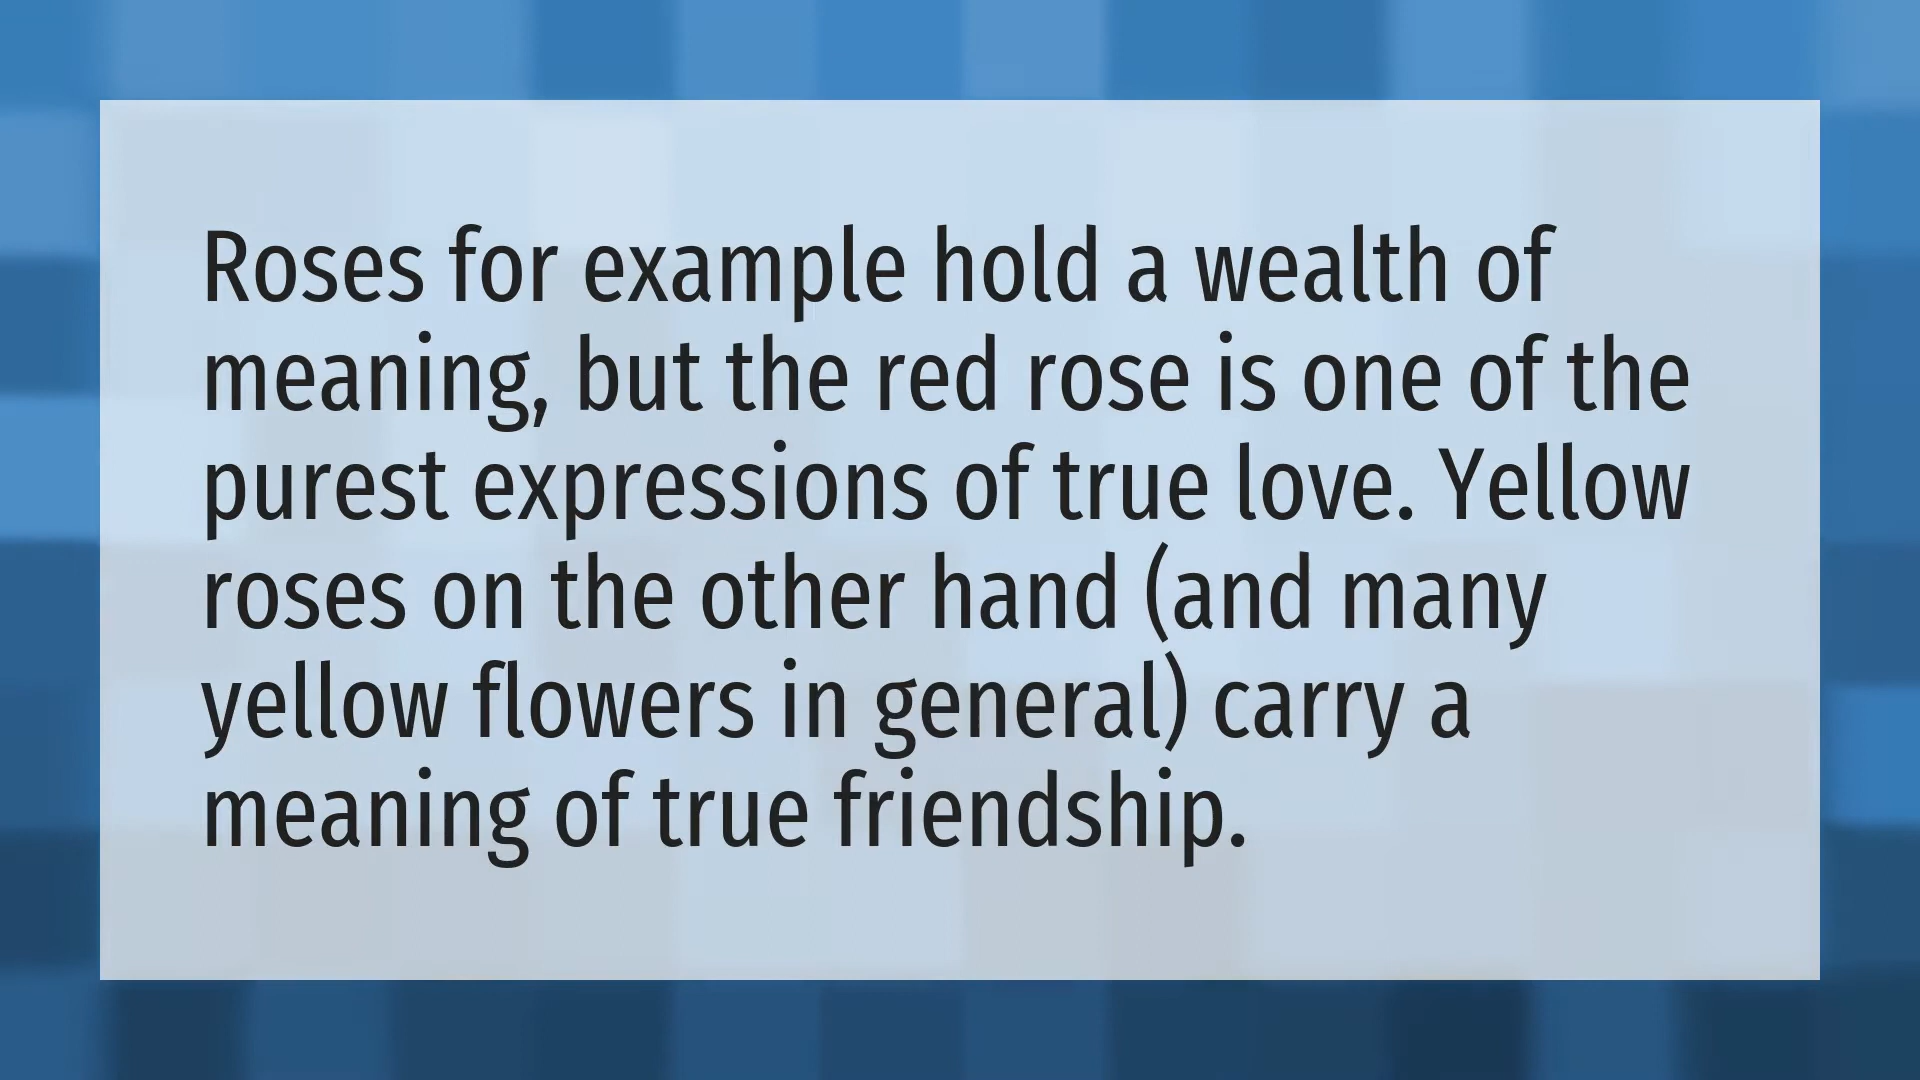 Roses for example hold a wealth of
meaning, but the red rose is one of the
purest expressions of true love. Yellow
roses on the other hand (and many
yellow flowers in general) carry a
meaning of true friendship.